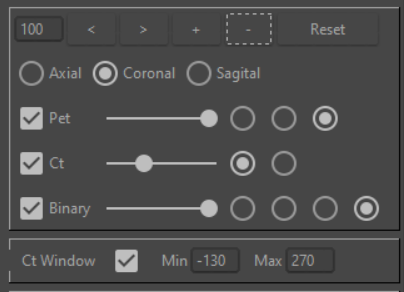 100 < > + - Reset
Axial Coronal Sagital
Pet
Ct
Binary
Ct Window Min -130 Max 270